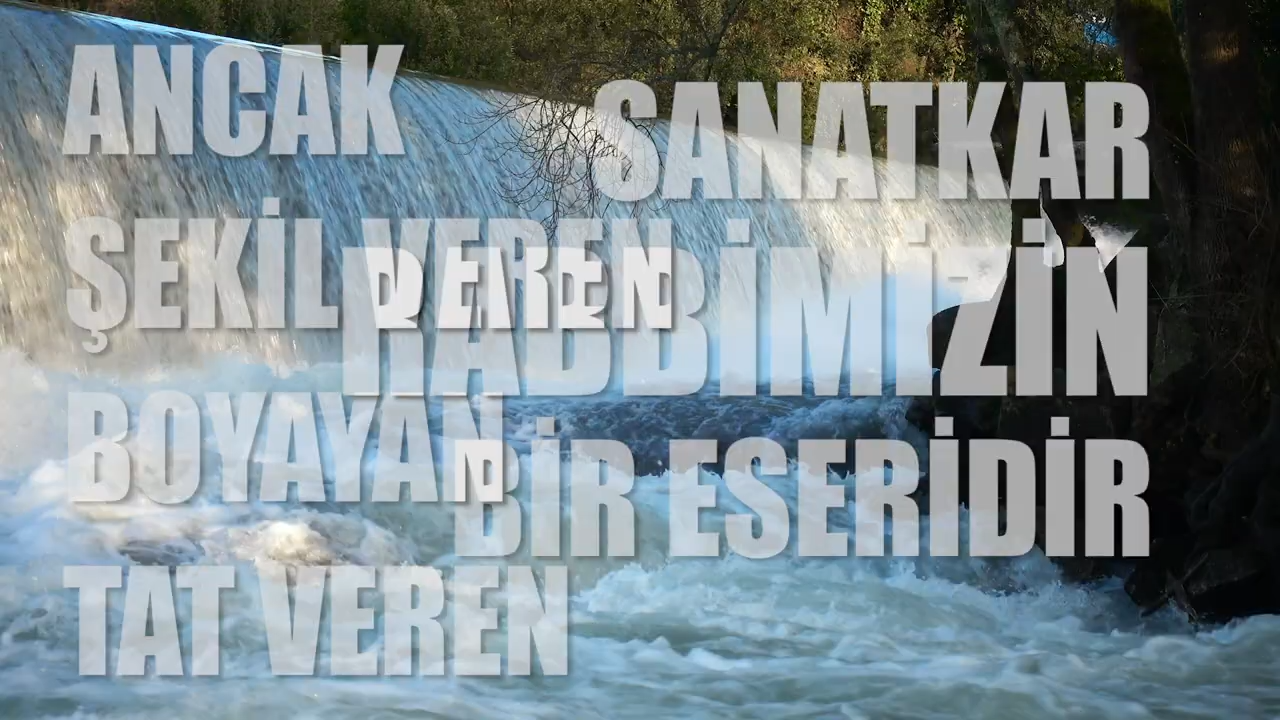 ANCAK
ŞEKİL VEREN
BOYAYAN
TAT VEREN
SANATKAR
RABBİMİZİN
BİR ESERİDİR